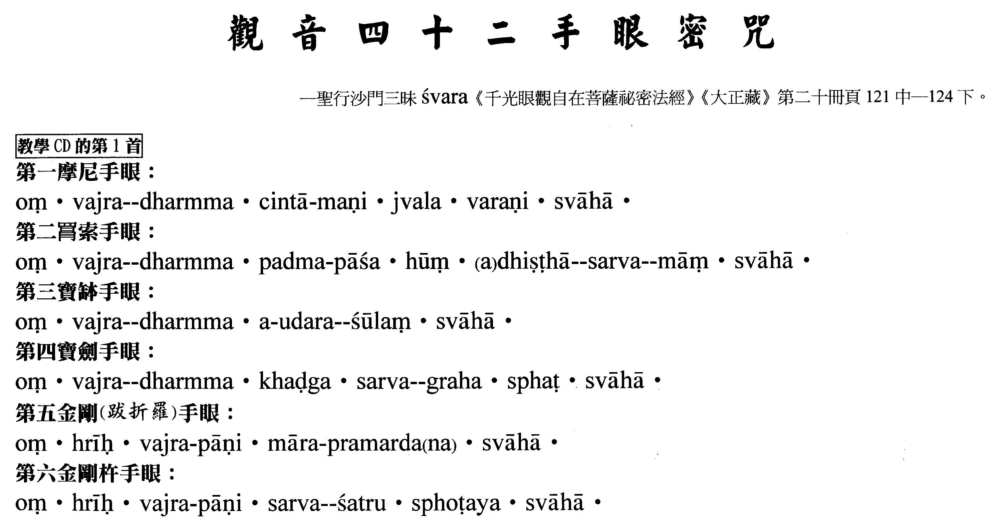 觀音四十二手眼密咒
—聖行沙門三昧 śvara《千光眼觀自在菩薩祕密法經》《大正藏》第二十冊頁 121 中—124 下。
教學 CD 的第 1 首
第一摩尼手眼：
oṃ・vajra--dharmma・cintā-maṇi・jvala・varaṇi・svāhā・
第二罥索手眼：
oṃ・vajra--dharmma・padma-pāśa・hūṃ・(a)dhiṣṭhā--sarva--māṃ・svāhā・
第三寶缽手眼：
oṃ・vajra--dharmma・a-udara--śūlaṃ・svāhā・
第四寶劍手眼：
oṃ・vajra--dharmma・khaḍga・sarva--graha・sphaṭ・svāhā・
第五金剛(跋折羅)手眼：
oṃ・hrīḥ・vajra-pāṇi・māra-pramarda(na)・svāhā・
第六金剛杵手眼：
oṃ・hrīḥ・vajra-pāṇi・sarva--śatru・sphoṭaya・svāhā・